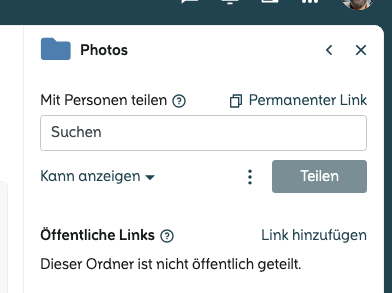 Photos
Mit Personen teilen Permanenter Link
Suchen
Kann anzeigen Teilen
Öffentliche Links Link hinzufügen
Dieser Ordner ist nicht öffentlich geteilt.